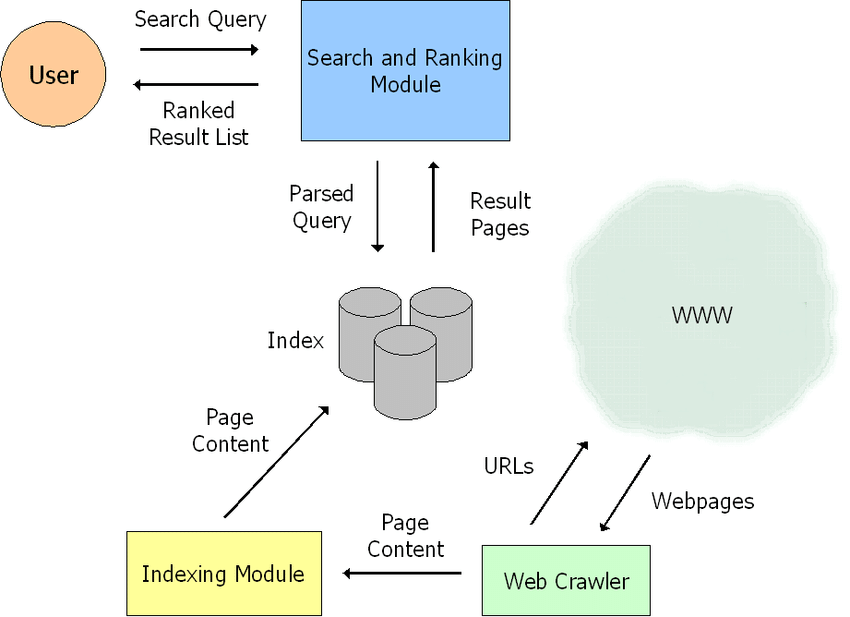 Search Query
User
Ranked
Result List
Search and Ranking
Module
Parsed
Query
Result
Pages
Index
WWW
Page
Content
URLs
Webpages
Page
Content
Indexing Module
Web Crawler